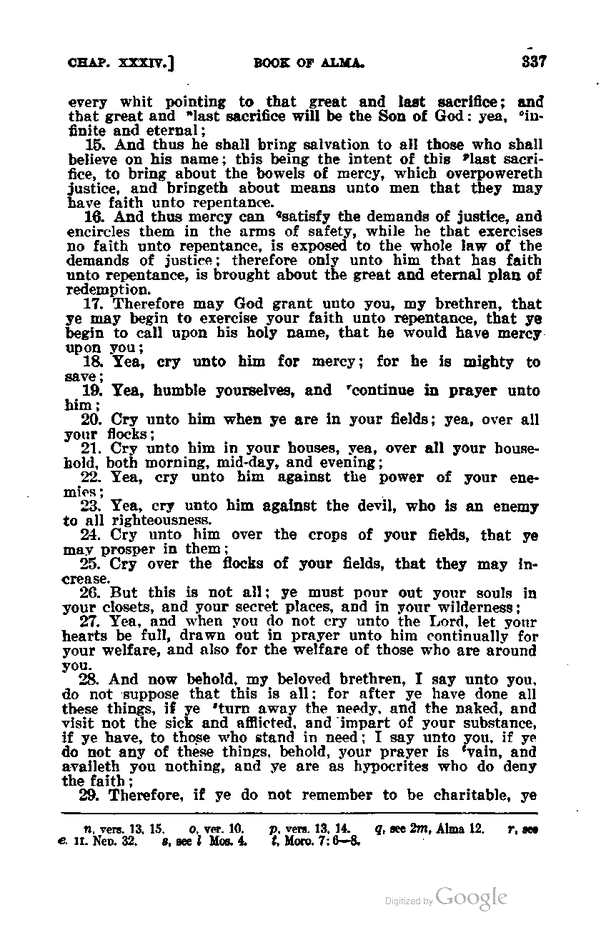 CHAP. XXXIV.] BOOK OF ALMA. 337
every whit pointing to that great and last sacrifice; and
that great and ⁿlast sacrifice will be the Son of God: yea, ᵒin-
finite and eternal;
15. And thus he shall bring salvation to all those who shall
believe on his name; this being the intent of this ᵖlast sacri-
fice, to bring about the bowels of mercy, which overpowereth
justice, and bringeth about means unto men that they may
have faith unto repentance.
16. And thus mercy can qsatisfy the demands of justice, and
encircles them in the arms of safety, while he that exercises
no faith unto repentance, is exposed to the whole law of the
demands of justice; therefore only unto him that has faith
unto repentance, is brought about the great and eternal plan of
redemption.
17. Therefore may God grant unto you, my brethren, that
ye may begin to exercise your faith unto repentance, that ye
begin to call upon his holy name, that he would have mercy
upon you;
18. Yea, cry unto him for mercy; for he is mighty to
save;
19. Yea, humble yourselves, and ʳcontinue in prayer unto
him;
20. Cry unto him when ye are in your fields; yea, over all
your flocks;
21. Cry unto him in your houses, yea, over all your house-
hold, both morning, mid-day, and evening;
22. Yea, cry unto him against the power of your ene-
mies;
23. Yea, cry unto him against the devil, who is an enemy
to all righteousness.
24. Cry unto him over the crops of your fields, that ye
may prosper in them;
25. Cry over the flocks of your fields, that they may in-
crease.
26. But this is not all; ye must pour out your souls in
your closets, and your secret places, and in your wilderness;
27. Yea, and when you do not cry unto the Lord, let your
hearts be full, drawn out in prayer unto him continually for
your welfare, and also for the welfare of those who are around
you.
28. And now behold, my beloved brethren, I say unto you,
do not suppose that this is all; for after ye have done all
these things, if ye ˢturn away the needy, and the naked, and
visit not the sick and afflicted, and impart of your substance,
if ye have, to those who stand in need; I say unto you, if ye
do not any of these things, behold, your prayer is ᵗvain, and
availeth you nothing, and ye are as hypocrites who do deny
the faith;
29. Therefore, if ye do not remember to be charitable, ye
n, vers. 13, 15. o, ver. 10. p, vers. 13, 14. q, see 2m, Alma 12. r, see
e, II. Nep. 32. s, see l Mos. 4. t, Moro. 7: 6—8.
Digitized by Google